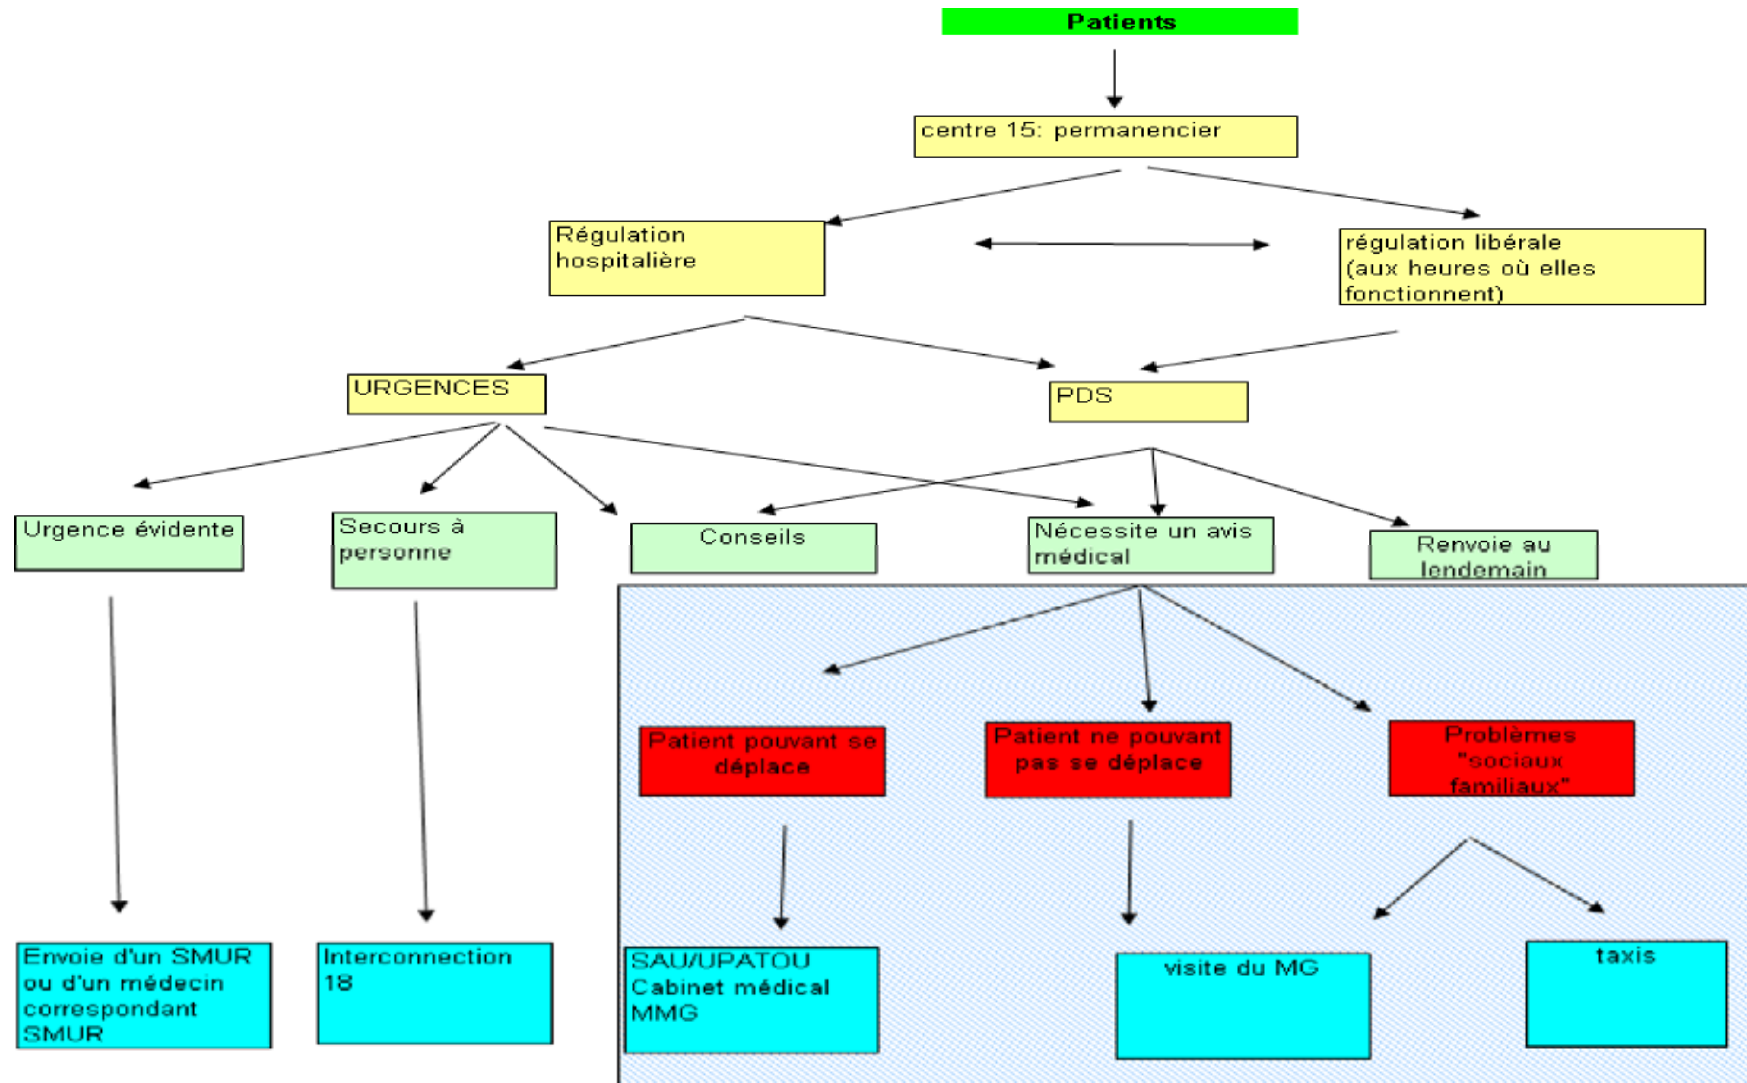 Patients
centre 15: permanencier
Régulation
hospitalière
régulation libérale
(aux heures où elles
fonctionnent)
URGENCES
PDS
Urgence évidente
Secours à
personne
Conseils
Nécessite un avis
médical
Renvoie au
lendemain
Patient pouvant se
déplace
Patient ne pouvant
pas se déplace
Problèmes
"sociaux
familiaux"
Envoie d'un SMUR
ou d'un médecin
correspondant
SMUR
Interconnection
18
SAU/UPATOU
Cabinet médical
MMG
visite du MG
taxis